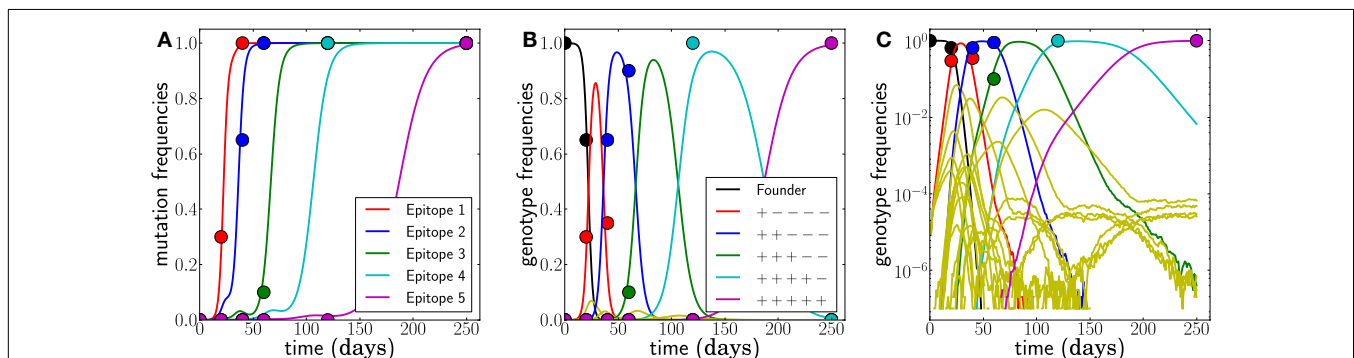 A
mutation frequencies
1.0
0.8
0.6
0.4
0.2
0.0
0 50 100 150 200 250
time (days)
Epitope 1
Epitope 2
Epitope 3
Epitope 4
Epitope 5
B
genotype frequencies
1.0
0.8
0.6
0.4
0.2
0.0
0 50 100 150 200 250
time (days)
Founder
+ − − − −
+ + − − −
+ + + − −
+ + + + −
+ + + + +
C
genotype frequencies
10⁰
10⁻²
10⁻⁴
10⁻⁶
0 50 100 150 200 250
time (days)